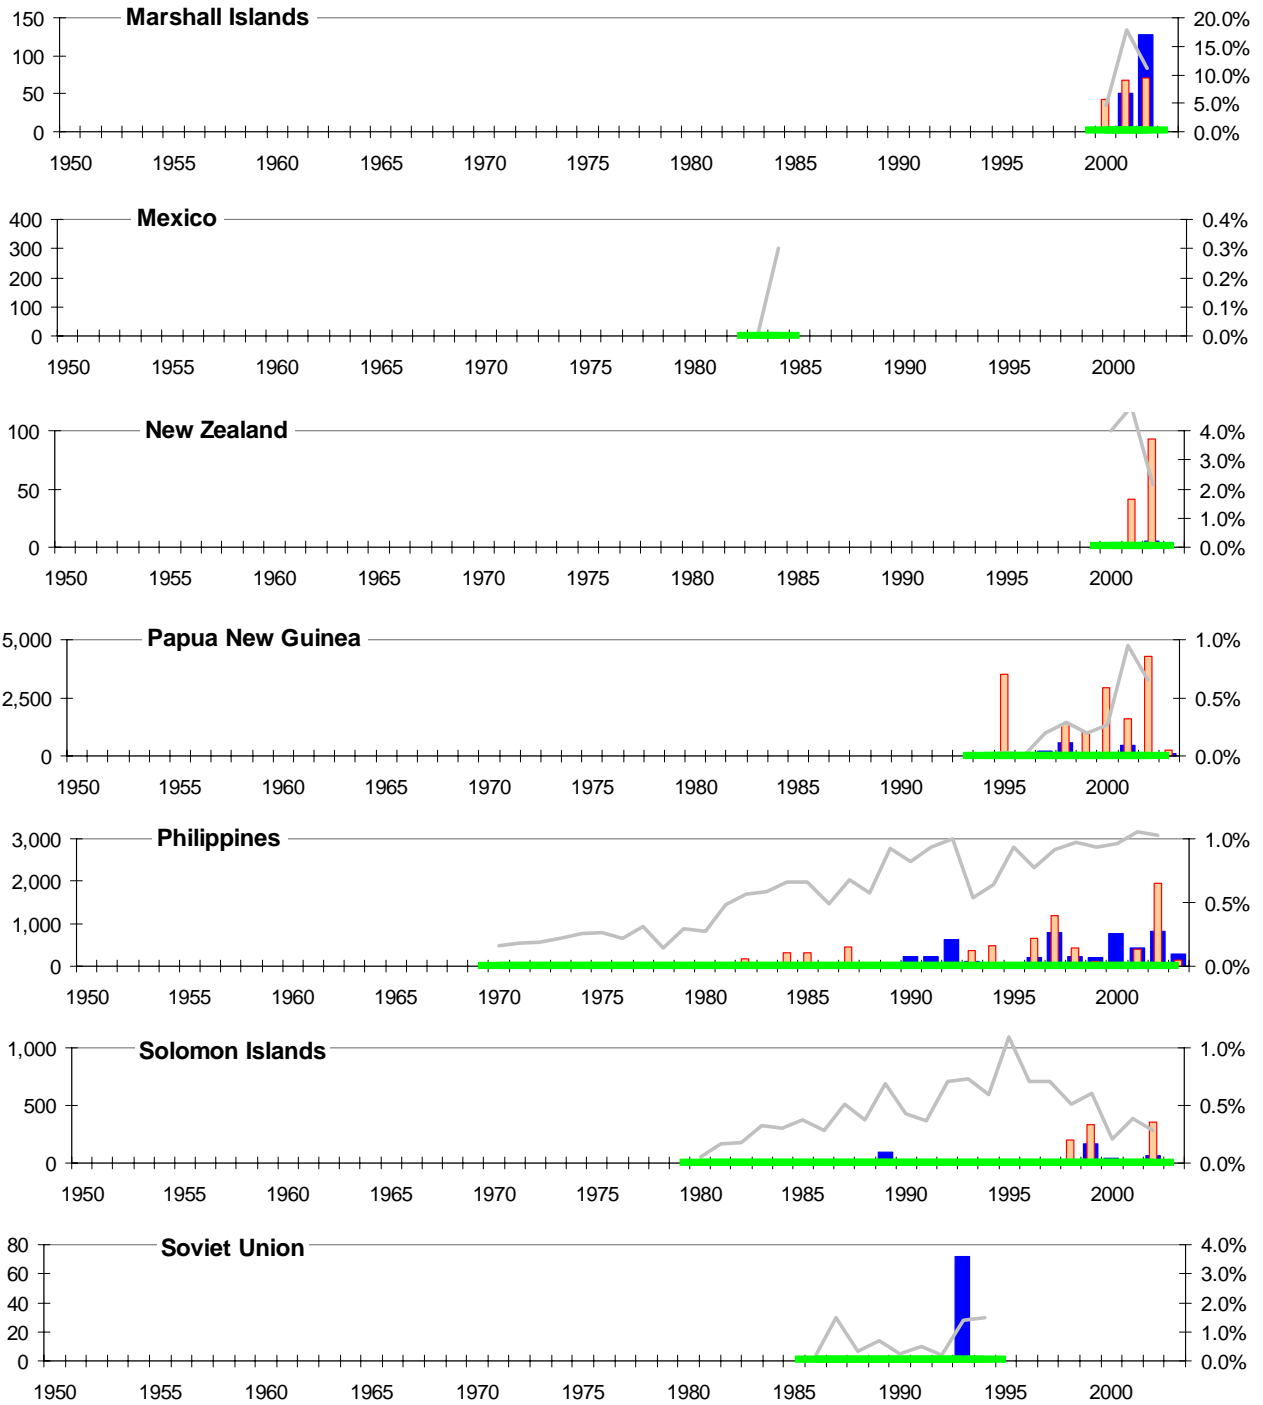 Marshall Islands
150 20.0%
15.0%
100
10.0%
50
5.0%
0 0.0%
1950 1955 1960 1965 1970 1975 1980 1985 1990 1995 2000
Mexico
400 0.4%
300 0.3%
200 0.2%
100 0.1%
0 0.0%
1950 1955 1960 1965 1970 1975 1980 1985 1990 1995 2000
New Zealand
100 4.0%
3.0%
50 2.0%
1.0%
0 0.0%
1950 1955 1960 1965 1970 1975 1980 1985 1990 1995 2000
Papua New Guinea
5,000 1.0%
2,500 0.5%
0 0.0%
1950 1955 1960 1965 1970 1975 1980 1985 1990 1995 2000
Philippines
3,000 1.0%
2,000
0.5%
1,000
0 0.0%
1950 1955 1960 1965 1970 1975 1980 1985 1990 1995 2000
Solomon Islands
1,000 1.0%
500 0.5%
0 0.0%
1950 1955 1960 1965 1970 1975 1980 1985 1990 1995 2000
Soviet Union
80 4.0%
60 3.0%
40 2.0%
20 1.0%
0 0.0%
1950 1955 1960 1965 1970 1975 1980 1985 1990 1995 2000